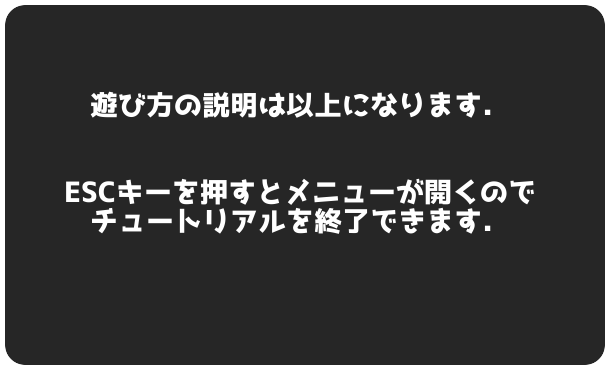 遊び方の説明は以上になります.
ESCキーを押すとメニューが開くので
チュートリアルを終了できます.